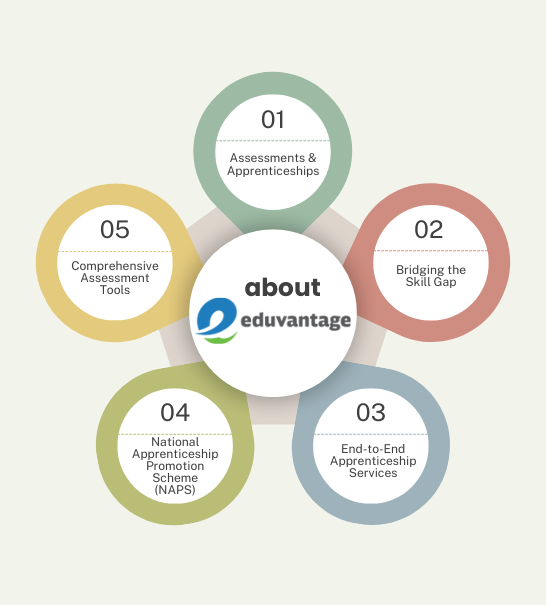 01
Assessments &
Apprenticeships
02
Bridging the
Skill Gap
03
End-to-End
Apprenticeship
Services
04
National
Apprenticeship
Promotion
Scheme
(NAPS)
05
Comprehensive
Assessment
Tools
about
eduvantage